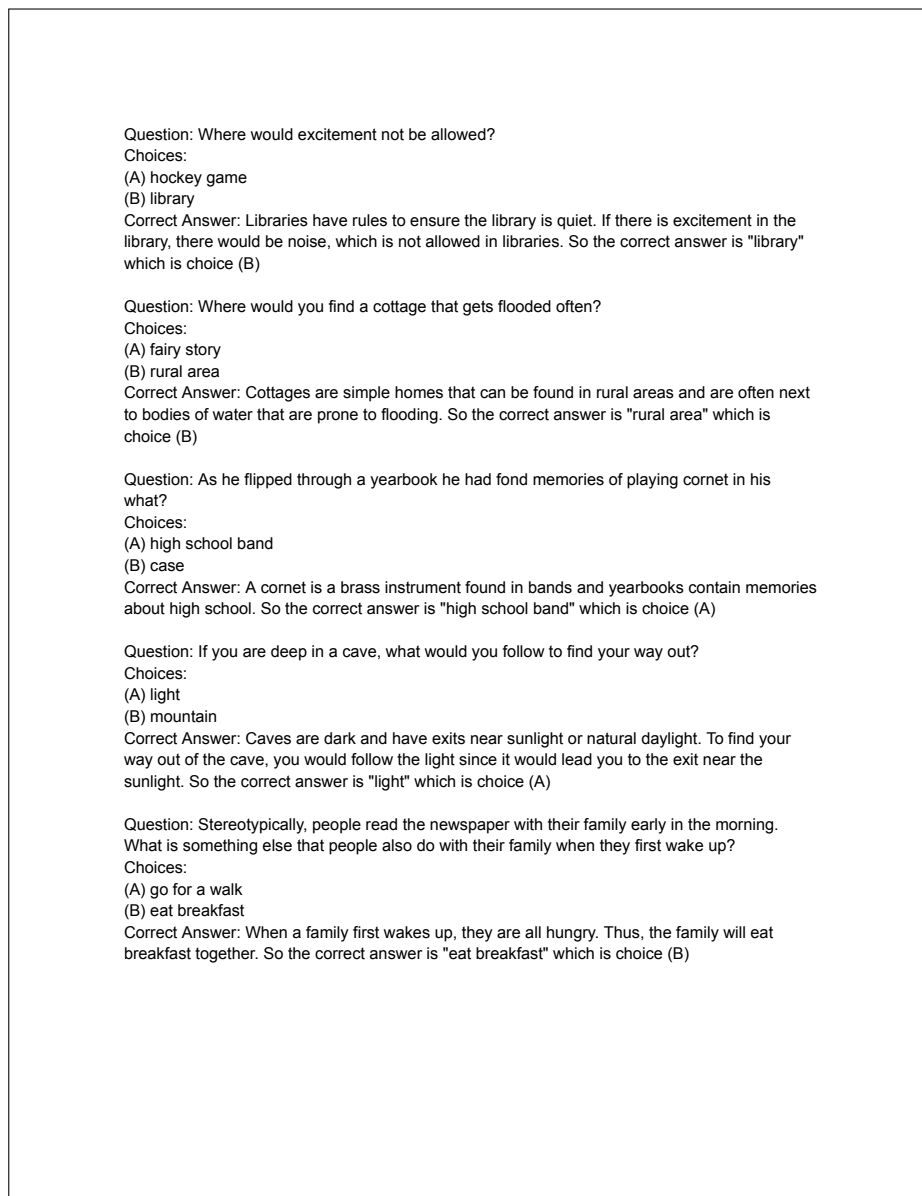 Question: Where would excitement not be allowed?
Choices:
(A) hockey game
(B) library
Correct Answer: Libraries have rules to ensure the library is quiet. If there is excitement in the
library, there would be noise, which is not allowed in libraries. So the correct answer is "library"
which is choice (B)
Question: Where would you find a cottage that gets flooded often?
Choices:
(A) fairy story
(B) rural area
Correct Answer: Cottages are simple homes that can be found in rural areas and are often next
to bodies of water that are prone to flooding. So the correct answer is "rural area" which is
choice (B)
Question: As he flipped through a yearbook he had fond memories of playing cornet in his
what?
Choices:
(A) high school band
(B) case
Correct Answer: A cornet is a brass instrument found in bands and yearbooks contain memories
about high school. So the correct answer is "high school band" which is choice (A)
Question: If you are deep in a cave, what would you follow to find your way out?
Choices:
(A) light
(B) mountain
Correct Answer: Caves are dark and have exits near sunlight or natural daylight. To find your
way out of the cave, you would follow the light since it would lead you to the exit near the
sunlight. So the correct answer is "light" which is choice (A)
Question: Stereotypically, people read the newspaper with their family early in the morning.
What is something else that people also do with their family when they first wake up?
Choices:
(A) go for a walk
(B) eat breakfast
Correct Answer: When a family first wakes up, they are all hungry. Thus, the family will eat
breakfast together. So the correct answer is "eat breakfast" which is choice (B)